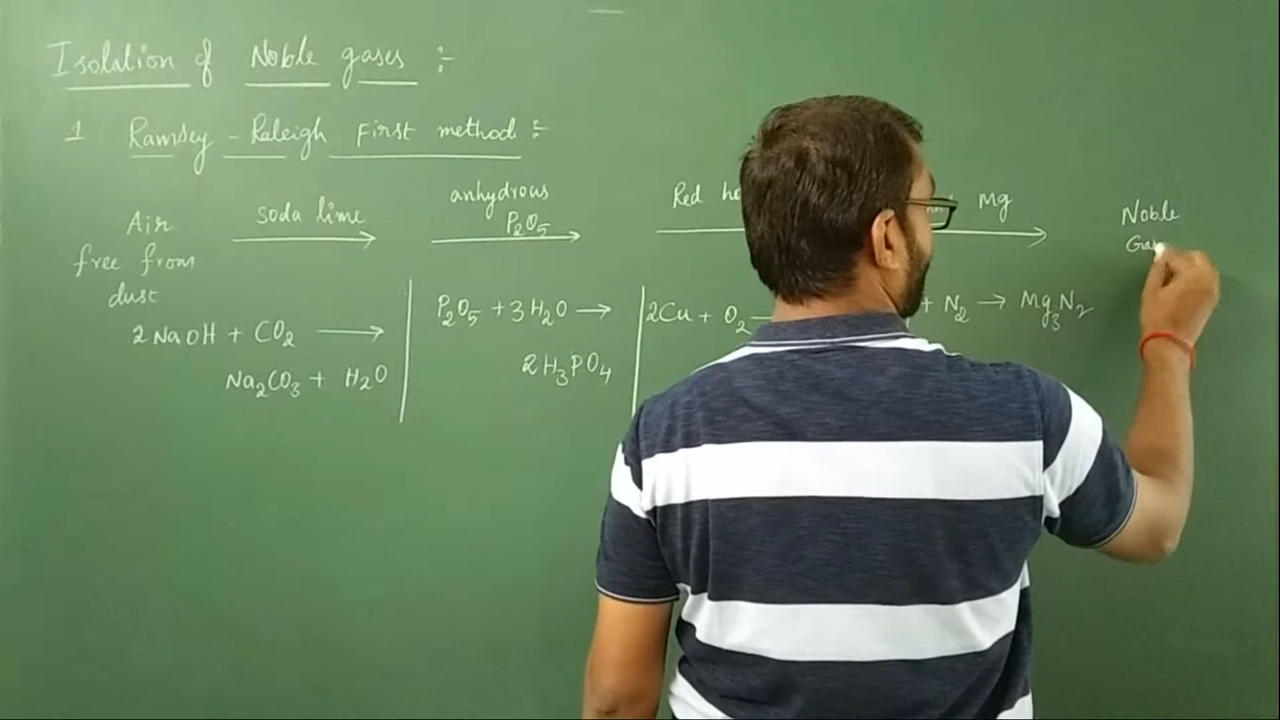 Isolation of Noble gases :-
1 Ramsey - Raleigh First method :-
Air free from dust
soda lime
anhydrous P₂O₅
Red
Mg
Noble
2NaOH + CO₂ ⟶
Na₂CO₃ + H₂O
P₂O₅ + 3H₂O →
2H₃PO₄
2Cu + O₂
+ N₂ → Mg₃N₂